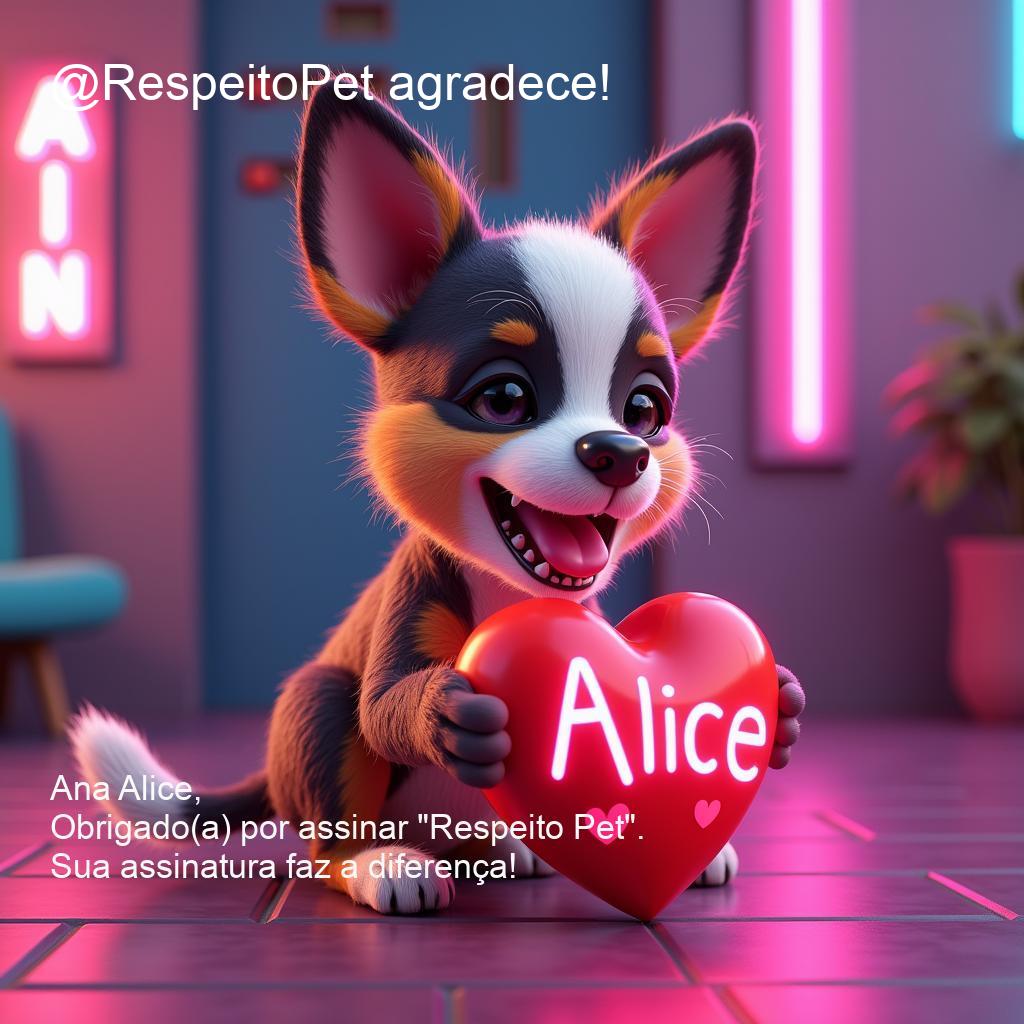 @RespeitoPet agradece!
AIN
Alice
Ana Alice,
Obrigado(a) por assinar "Respeito Pet".
Sua assinatura faz a diferença!